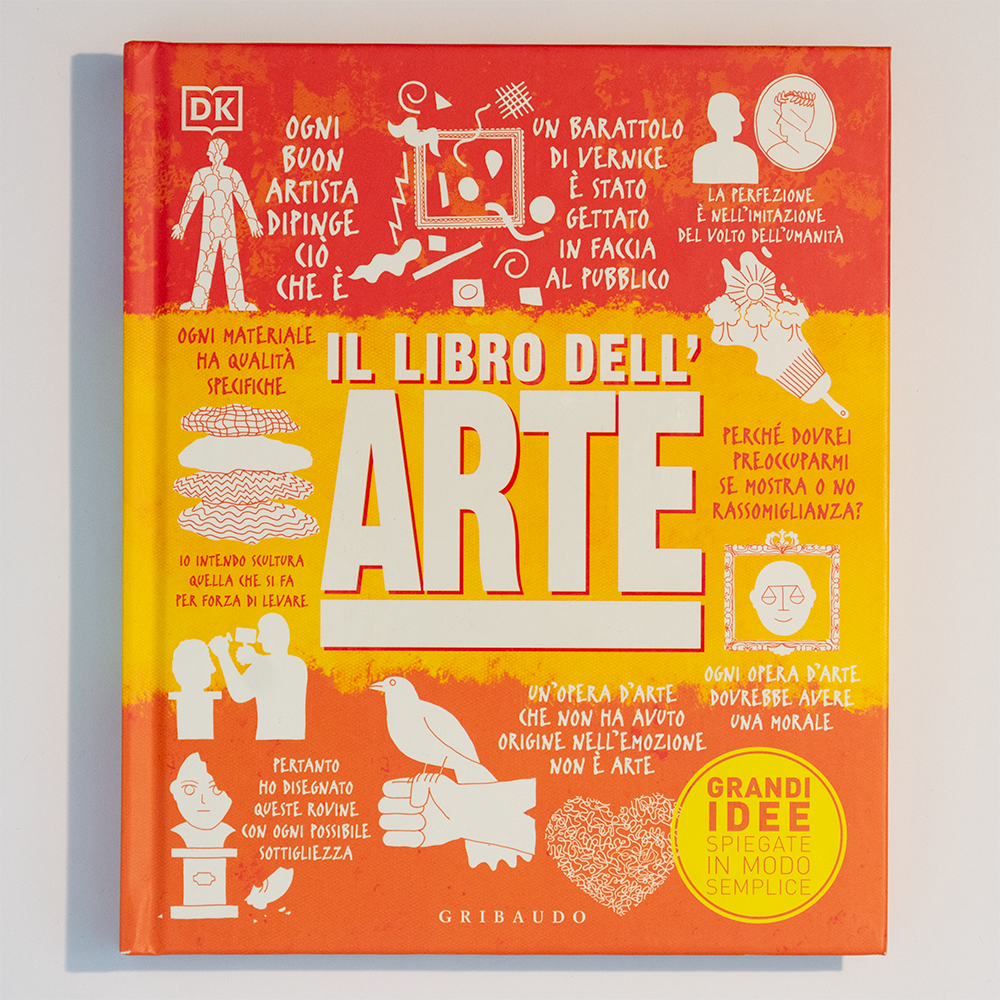 DK
OGNI
BUON
ARTISTA
DIPINGE
CIÒ
CHE È
UN BARATTOLO
DI VERNICE
È STATO
GETTATO
IN FACCIA
AL PUBBLICO
LA PERFEZIONE
È NELL'IMITAZIONE
DEL VOLTO DELL'UMANITÀ
OGNI MATERIALE
HA QUALITÀ
SPECIFICHE
IL LIBRO DELL'
ARTE
PERCHÉ DOVREI
PREOCCUPARMI
SE MOSTRA O NO
RASSOMIGLIANZA?
IO INTENDO SCULTURA
QUELLA CHE SI FA
PER FORZA DI LEVARE
OGNI OPERA D'ARTE
DOVREBBE AVERE
UNA MORALE
UN'OPERA D'ARTE
CHE NON HA AVUTO
ORIGINE NELL'EMOZIONE
NON È ARTE
PERTANTO
HO DISEGNATO
QUESTE ROVINE
CON OGNI POSSIBILE
SOTTIGLIEZZA
GRANDI
IDEE
SPIEGATE
IN MODO
SEMPLICE
GRIBAUDO